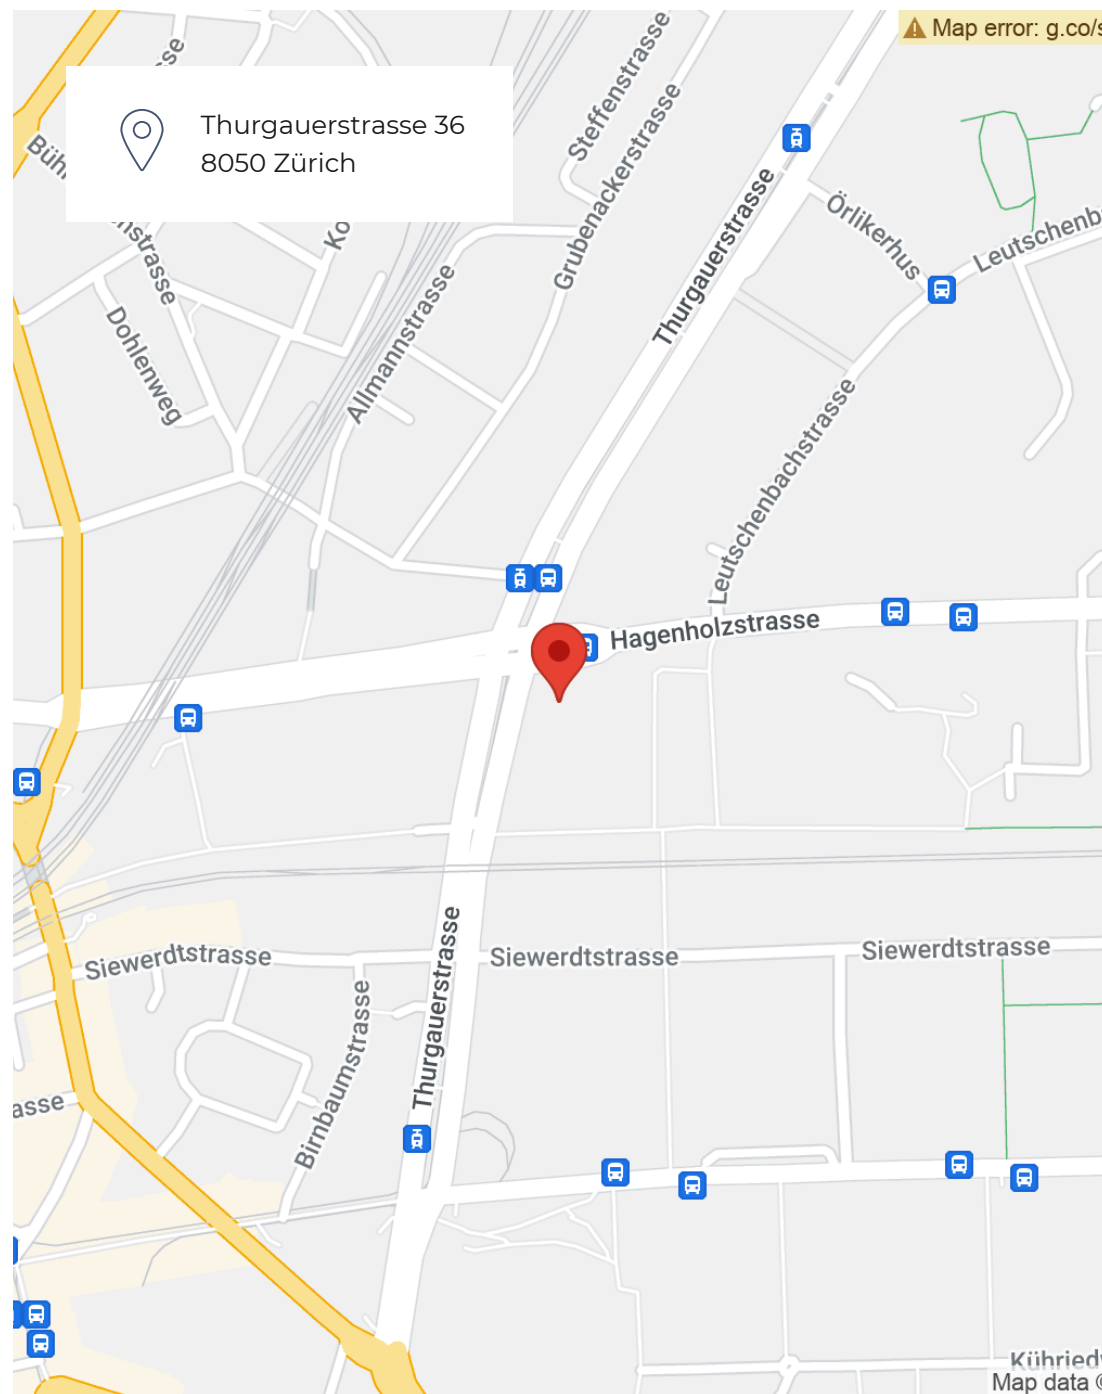 Map error: g.co/s
Thurgauerstrasse 36
8050 Zürich
Steffenstrasse
Grubenackerstrasse
Thurgauerstrasse
Örlikerhus
Leutschenb
Allmannstrasse
Dohlenweg
Leutschenbachstrasse
Hagenholzstrasse
Siewerdtstrasse
Siewerdtstrasse
Siewerdtstrasse
Thurgauerstrasse
Birnbaumstrasse
asse
Map data ©